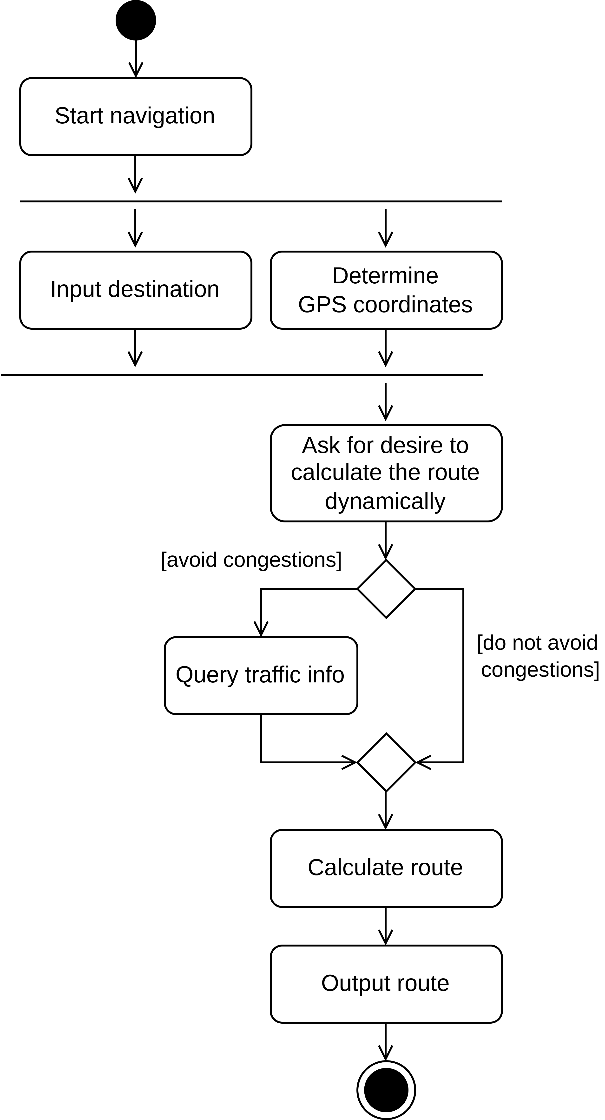 Start navigation
Input destination
Determine
GPS coordinates
Ask for desire to
calculate the route
dynamically
[avoid congestions]
[do not avoid
congestions]
Query traffic info
Calculate route
Output route